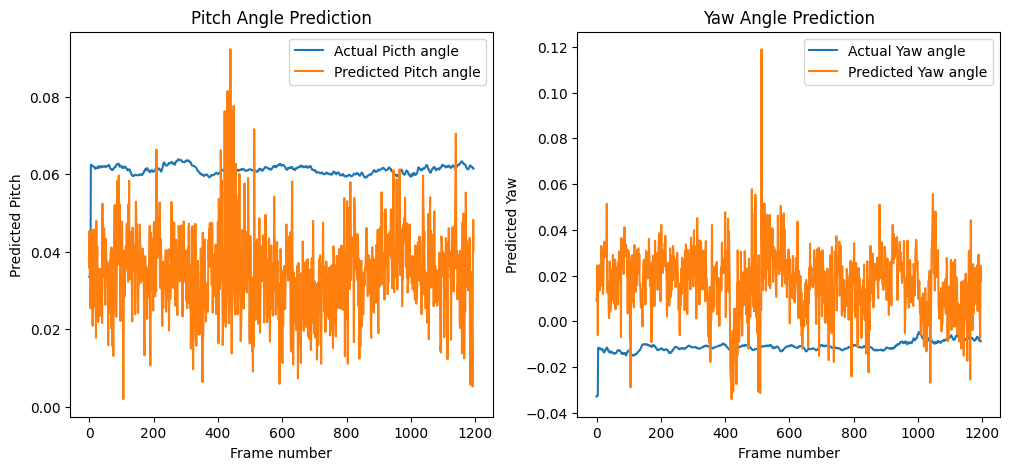 Pitch Angle Prediction
Actual Picth angle
Predicted Pitch angle
Predicted Pitch
0.08
0.06
0.04
0.02
0.00
0
200
400
600
800
1000
1200
Frame number
Yaw Angle Prediction
Actual Yaw angle
Predicted Yaw angle
Predicted Yaw
0.12
0.10
0.08
0.06
0.04
0.02
0.00
−0.02
−0.04
0
200
400
600
800
1000
1200
Frame number